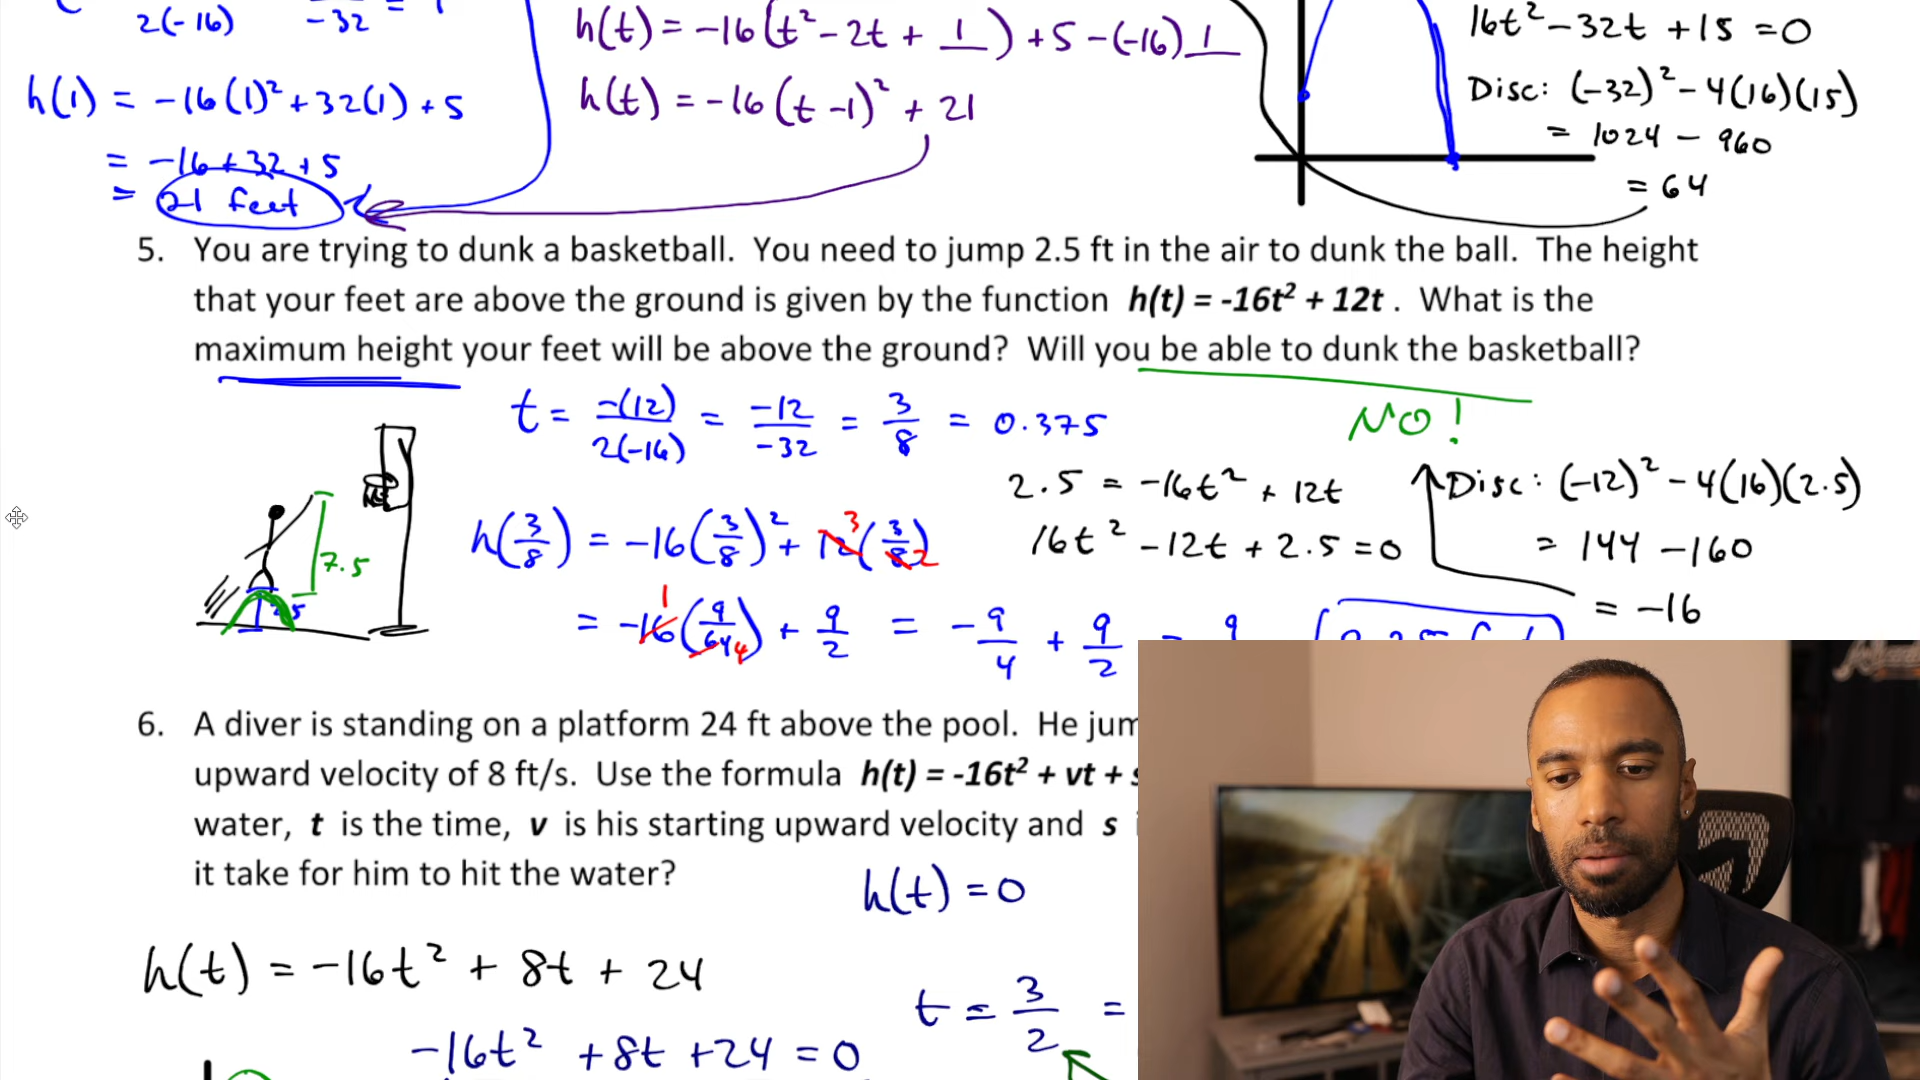 2(-16) -32 =
h(t) = -16(t² - 2t + 1) + 5 - (-16) 1
16t² - 32t + 15 = 0
h(1) = -16(1)² + 32(1) + 5
h(t) = -16(t - 1)² + 21
Disc: (-32)² - 4(16)(15)
= 1024 - 960
= -16 + 32 + 5
= 64
= 21 feet
5. You are trying to dunk a basketball. You need to jump 2.5 ft in the air to dunk the ball. The height
that your feet are above the ground is given by the function h(t) = -16t² + 12t . What is the
maximum height your feet will be above the ground? Will you be able to dunk the basketball?
t = -(12)/2(-16) = -12/-32 = 3/8 = 0.375
NO!
2.5 = -16t² + 12t
Disc: (-12)² - 4(16)(2.5)
h(3/8) = -16(3/8)² + 12 3 (3/8 2)
16t² - 12t + 2.5 = 0
= 144 - 160
7.5
= -16 1 (9/64 4) + 9/2 = -9/4 + 9/2 = 9
= -16
6. A diver is standing on a platform 24 ft above the pool. He
upward velocity of 8 ft/s. Use the formula h(t) = -16t² + vt +
water, t is the time, v is his starting upward velocity and s
it take for him to hit the water?
h(t) = 0
h(t) = -16t² + 8t + 24
t = 3/2 =
-16t² + 8t + 24 = 0